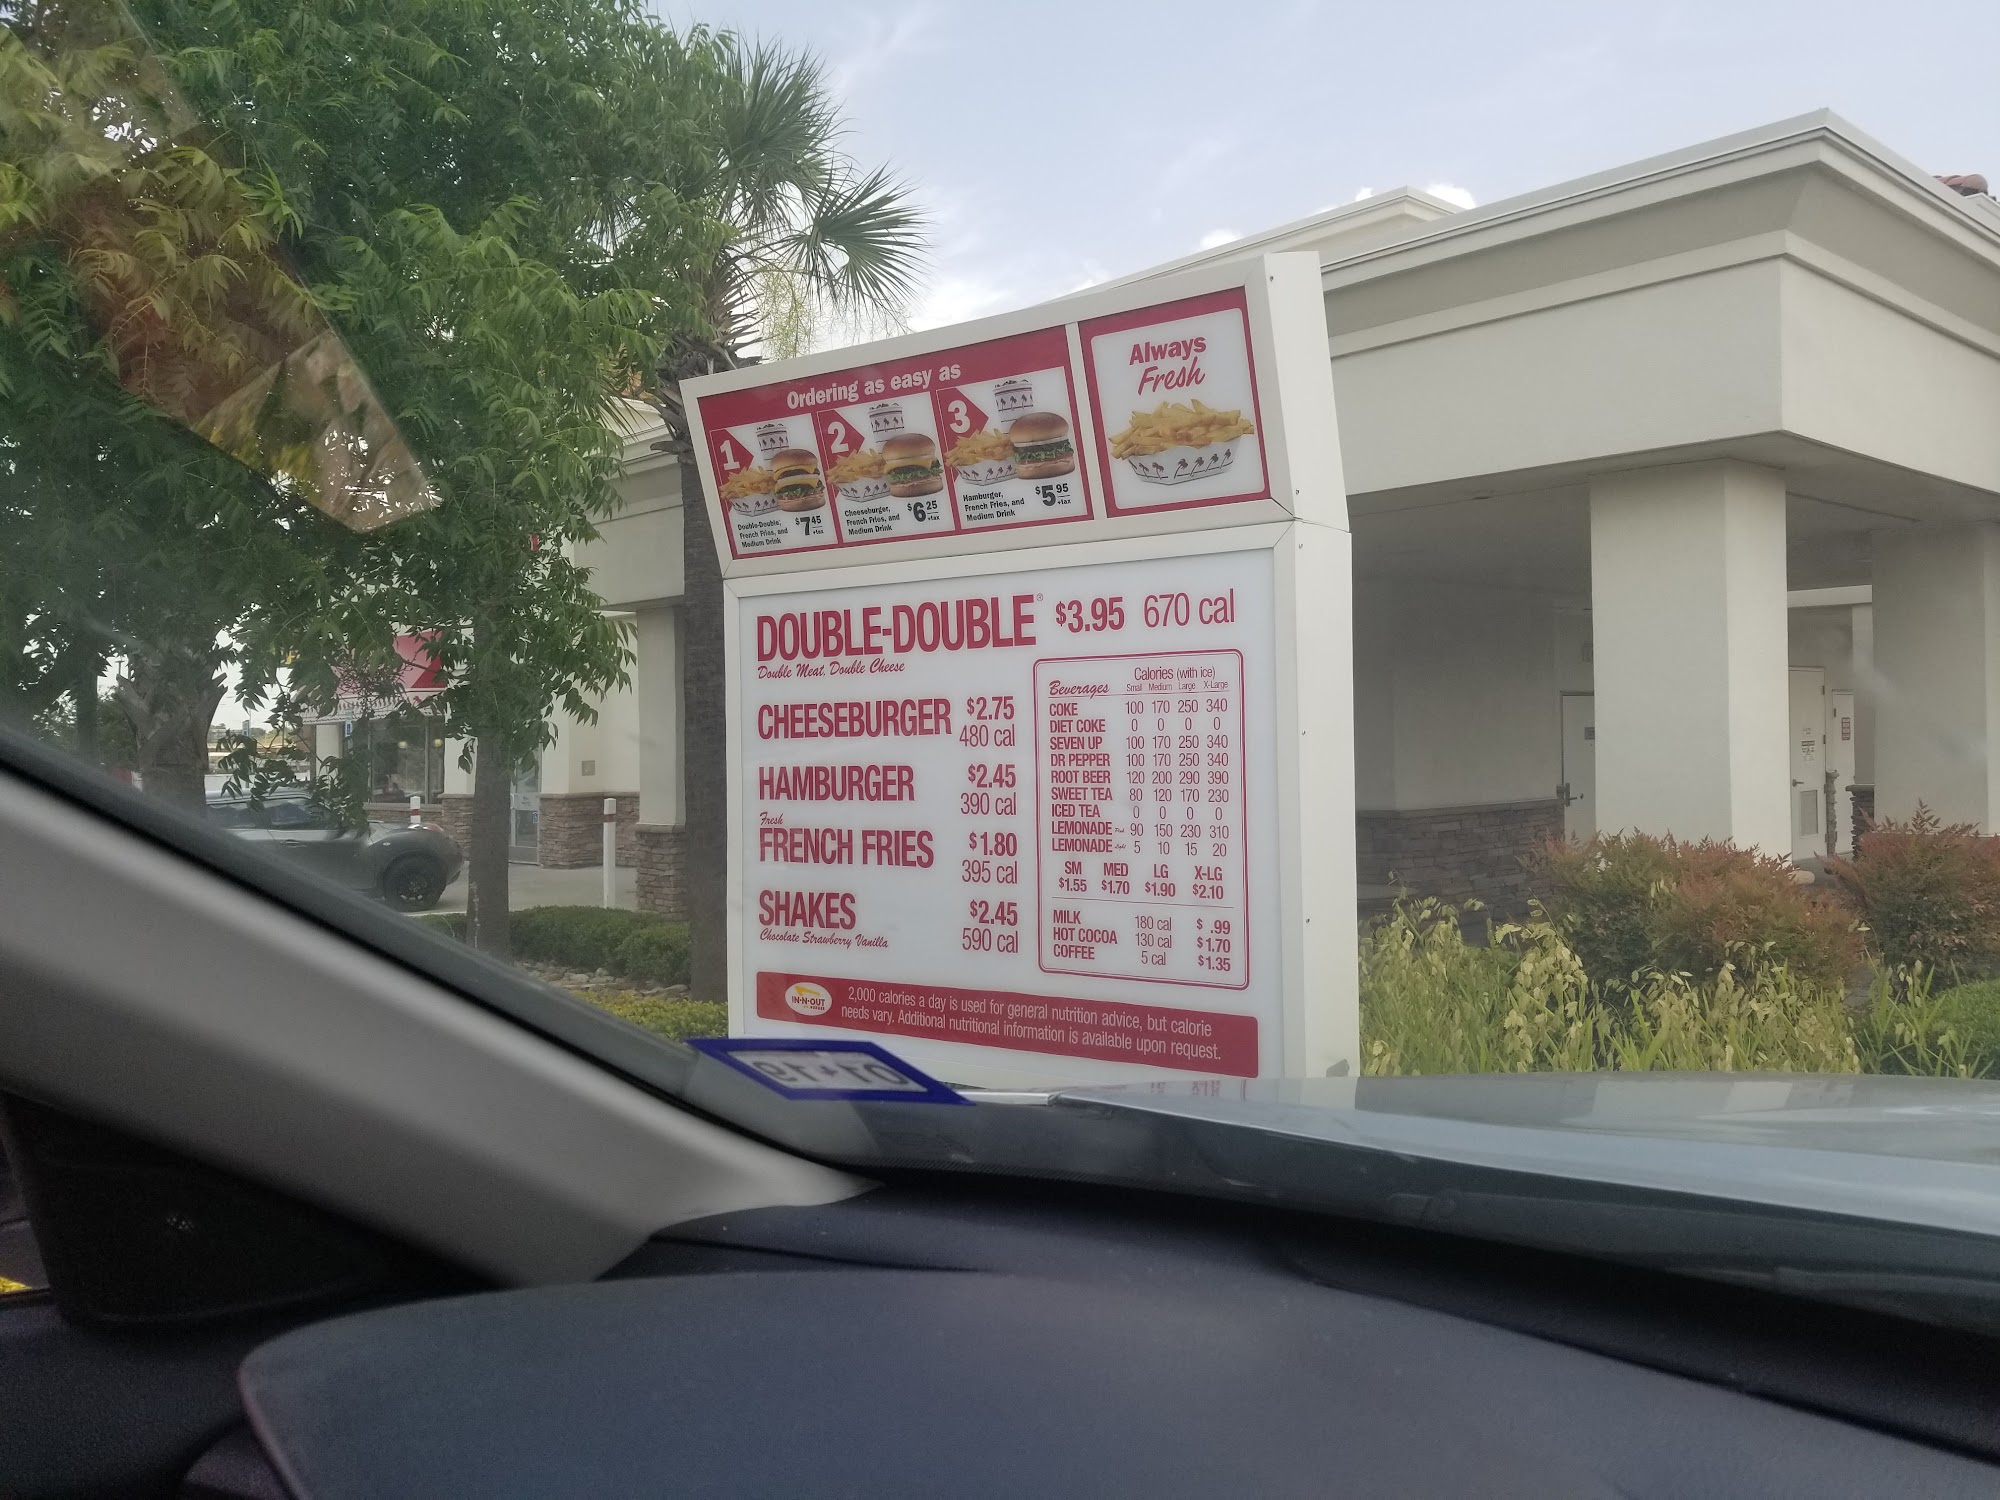 Ordering as easy as
1
Double-Double,
French Fries, and
Medium Drink
$7 45
+tax
2
Cheeseburger,
French Fries, and
Medium Drink
$6 25
+tax
3
Hamburger,
French Fries, and
Medium Drink
$5 95
+tax
Always
Fresh
DOUBLE-DOUBLE® $3.95 670 cal
Double Meat, Double Cheese
CHEESEBURGER $2.75
480 cal
HAMBURGER $2.45
390 cal
Fresh
FRENCH FRIES $1.80
395 cal
SHAKES $2.45
Chocolate Strawberry Vanilla 590 cal
Calories (with ice)
Beverages Small Medium Large X-Large
COKE 100 170 250 340
DIET COKE 0 0 0 0
SEVEN UP 100 170 250 340
DR PEPPER 100 170 250 340
ROOT BEER 120 200 290 390
SWEET TEA 80 120 170 230
ICED TEA 0 0 0 0
LEMONADE Pink 90 150 230 310
LEMONADE Light 5 10 15 20
SM MED LG X-LG
$1.55 $1.70 $1.90 $2.10
MILK 180 cal $ .99
HOT COCOA 130 cal $1.70
COFFEE 5 cal $1.35
IN-N-OUT
BURGER
2,000 calories a day is used for general nutrition advice, but calorie
needs vary. Additional nutritional information is available upon request.
07+19